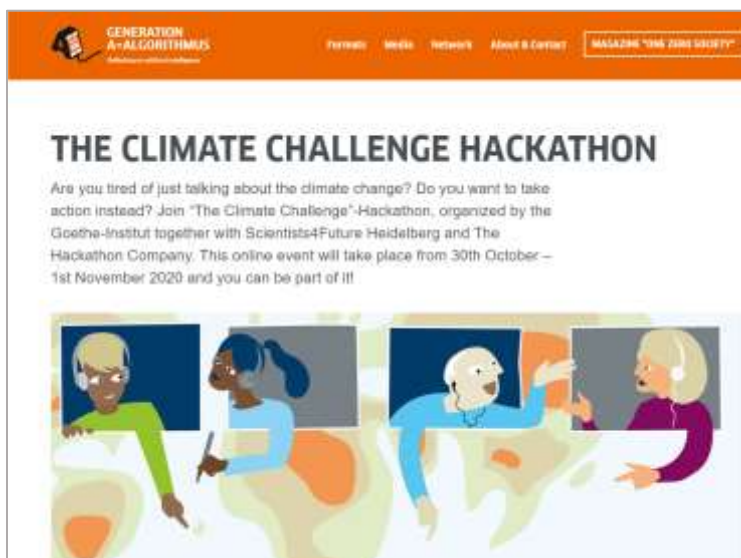 GENERATION
A=ALGORITHMUS
Formats Media Network About & Contact MAGAZINE "ONE ZERO SOCIETY"
THE CLIMATE CHALLENGE HACKATHON
Are you tired of just talking about the climate change? Do you want to take
action instead? Join "The Climate Challenge"-Hackathon, organized by the
Goethe-Institut together with Scientists4Future Heidelberg and The
Hackathon Company. This online event will take place from 30th October –
1st November 2020 and you can be part of it!